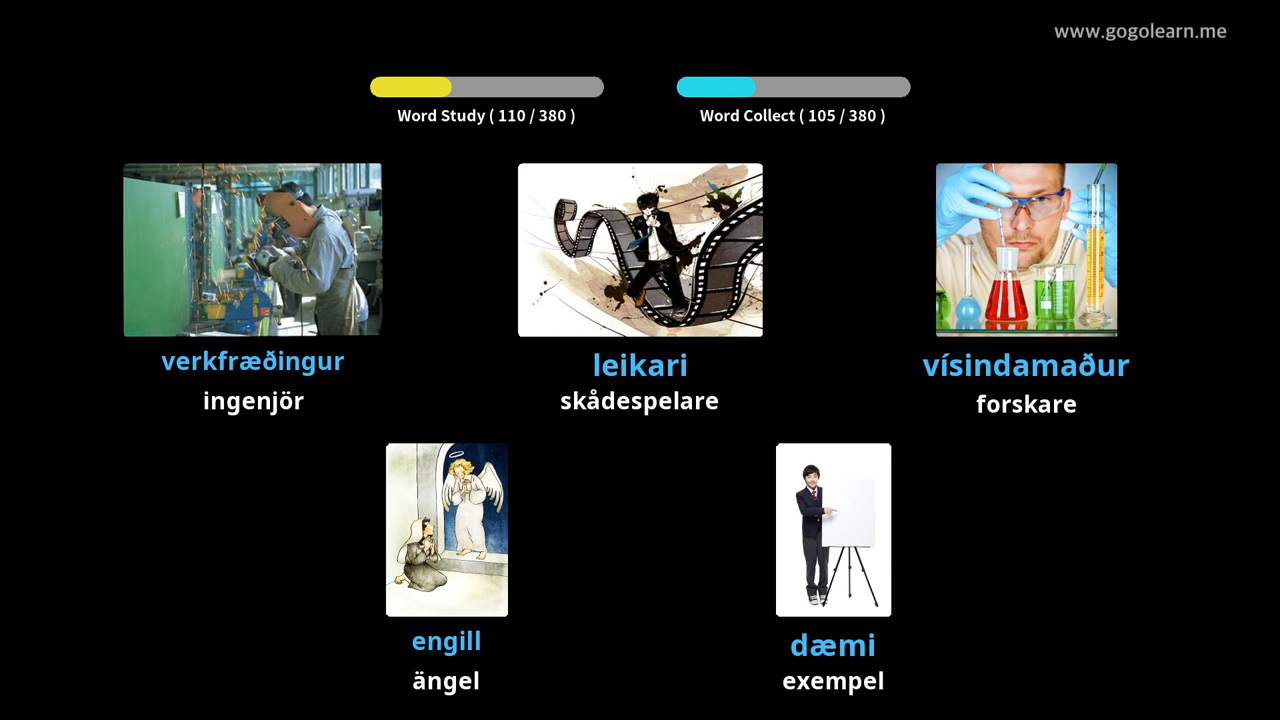 www.gogolearn.me
Word Study ( 110 / 380 )
Word Collect ( 105 / 380 )
verkfræðingur
ingenjör
leikari
skådespelare
vísindamaður
forskare
engill
ängel
dæmi
exempel